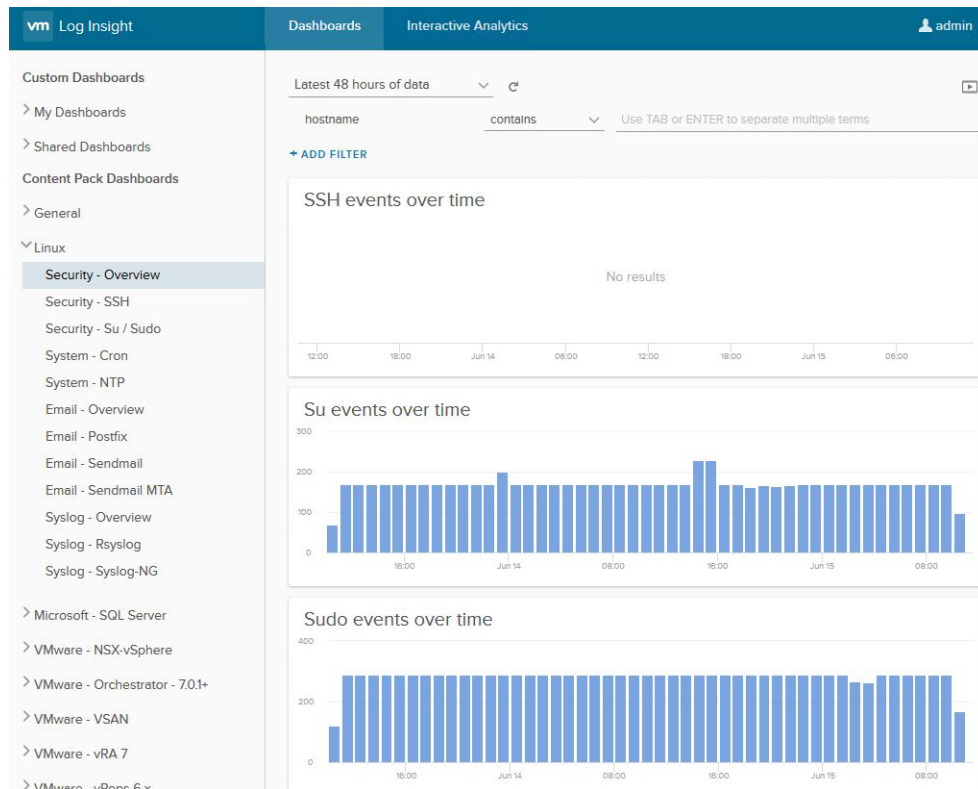 vm Log Insight
Dashboards
Interactive Analytics
admin
Custom Dashboards
My Dashboards
Shared Dashboards
Content Pack Dashboards
General
Linux
Security - Overview
Security - SSH
Security - Su / Sudo
System - Cron
System - NTP
Email - Overview
Email - Postfix
Email - Sendmail
Email - Sendmail MTA
Syslog - Overview
Syslog - Rsyslog
Syslog - Syslog-NG
Microsoft - SQL Server
VMware - NSX-vSphere
VMware - Orchestrator - 7.0.1+
VMware - VSAN
VMware - vRA 7
VMware - vRops 6.x
Latest 48 hours of data
hostname contains Use TAB or ENTER to separate multiple terms
+ ADD FILTER
SSH events over time
No results
12:00 18:00 Jun 14 06:00 12:00 18:00 Jun 15 06:00
Su events over time
300
200
100
0
16:00 Jun 14 08:00 16:00 Jun 15 08:00
Sudo events over time
400
200
0
16:00 Jun 14 08:00 16:00 Jun 15 08:00